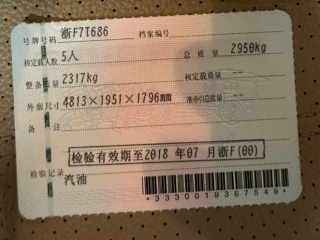 号牌号码 浙F7T686 档案编号
核定载人数 5人 总质量 2950kg
整备质量 2317kg 核定载质量 --
外廓尺寸 4813×1951×1796mm 准牵引总质量 --
备注
检验有效期至2018 年07 月浙F(00)
检验记录
汽油
*3330019367549*